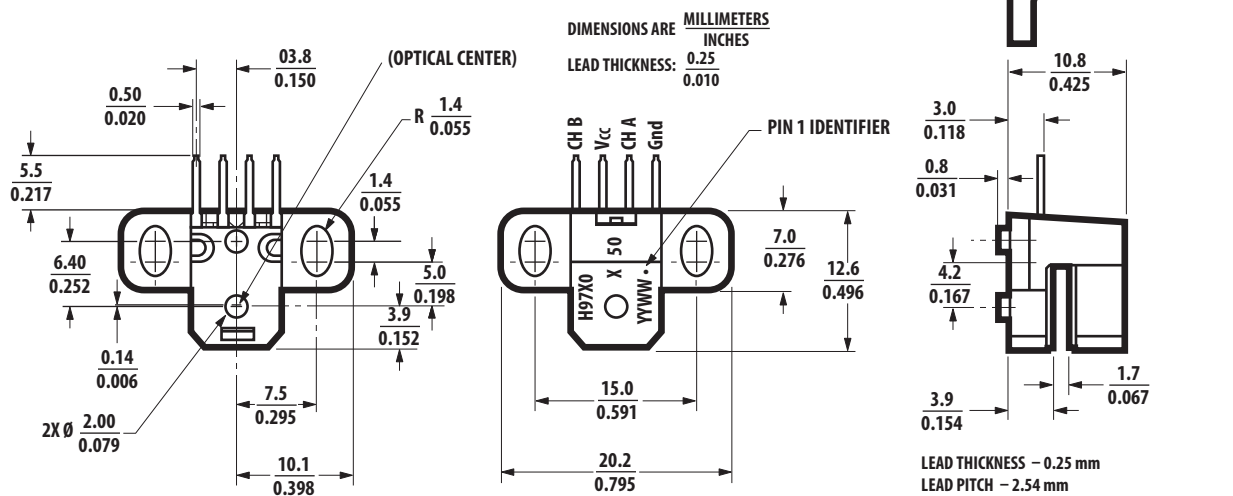 DIMENSIONS ARE MILLIMETERS
INCHES
LEAD THICKNESS: 0.25
0.010
03.8
0.150
(OPTICAL CENTER)
0.50
0.020
R 1.4
0.055
5.5
0.217
1.4
0.055
6.40
0.252
5.0
0.198
3.9
0.152
0.14
0.006
7.5
0.295
2X Ø 2.00
0.079
10.1
0.398
CH B
Vcc
CH A
Gnd
PIN 1 IDENTIFIER
H97X0
X 50
YYWW
7.0
0.276
12.6
0.496
15.0
0.591
20.2
0.795
10.8
0.425
3.0
0.118
0.8
0.031
4.2
0.167
1.7
0.067
3.9
0.154
LEAD THICKNESS – 0.25 mm
LEAD PITCH – 2.54 mm